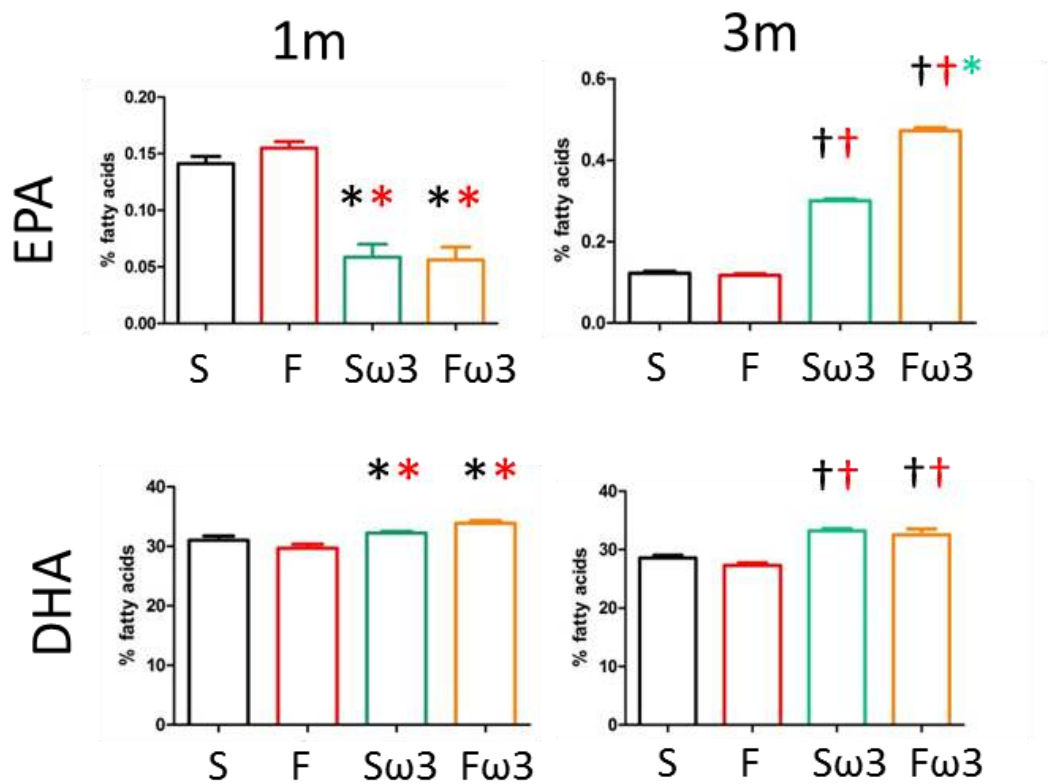 1m
3m
EPA
% fatty acids
0.20
0.15
0.10
0.05
0.00
* *
* *
S F Sω3 Fω3
% fatty acids
0.6
0.4
0.2
0.0
††
††*
S F Sω3 Fω3
DHA
% fatty acids
40
30
20
10
0
* *
* *
S F Sω3 Fω3
% fatty acids
40
30
20
10
0
††
††
S F Sω3 Fω3